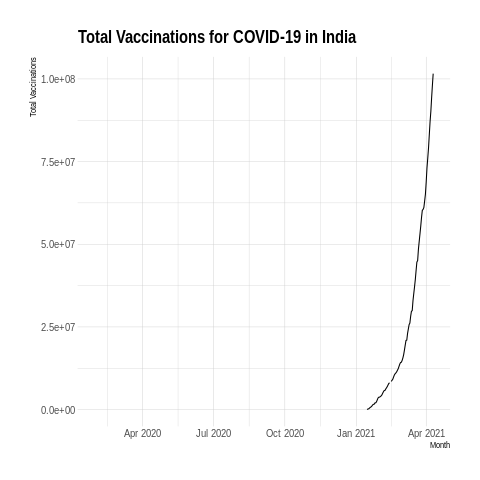 Total Vaccinations for COVID-19 in India
Total Vaccinations
1.0e+08
7.5e+07
5.0e+07
2.5e+07
0.0e+00
Apr 2020 Jul 2020 Oct 2020 Jan 2021 Apr 2021
Month